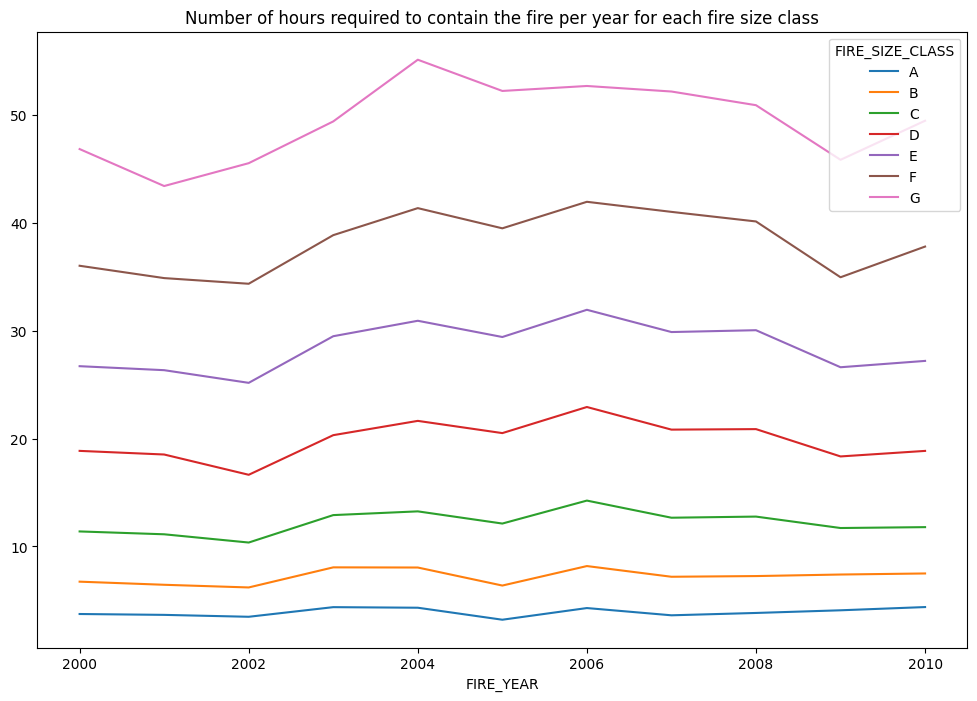 Number of hours required to contain the fire per year for each fire size class
FIRE_SIZE_CLASS
A
B
C
D
E
F
G
50
40
30
20
10
2000 2002 2004 2006 2008 2010
FIRE_YEAR